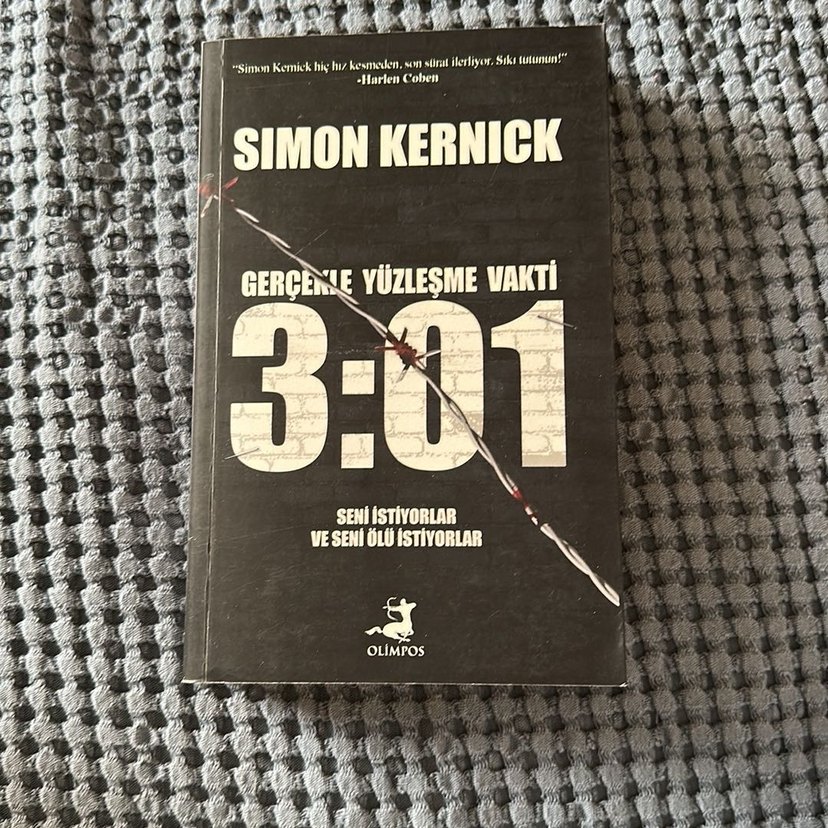 "Simon Kernick hiç hız kesmeden, son sürat ilerliyor. Sıkı tutunun!"
-Harlen Coben
SIMON KERNICK
GERÇEKLE YÜZLEŞME VAKTİ
3:01
SENİ İSTİYORLAR
VE SENİ ÖLÜ İSTİYORLAR
OLİMPOS